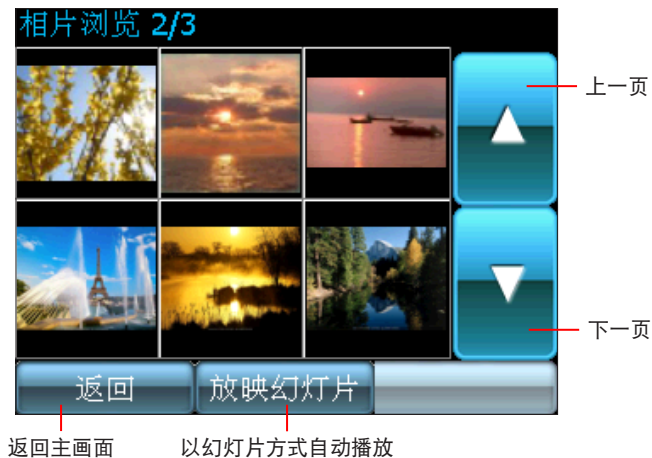 相片浏览 2/3
上一页
下一页
返回
放映幻灯片
返回主画面
以幻灯片方式自动播放